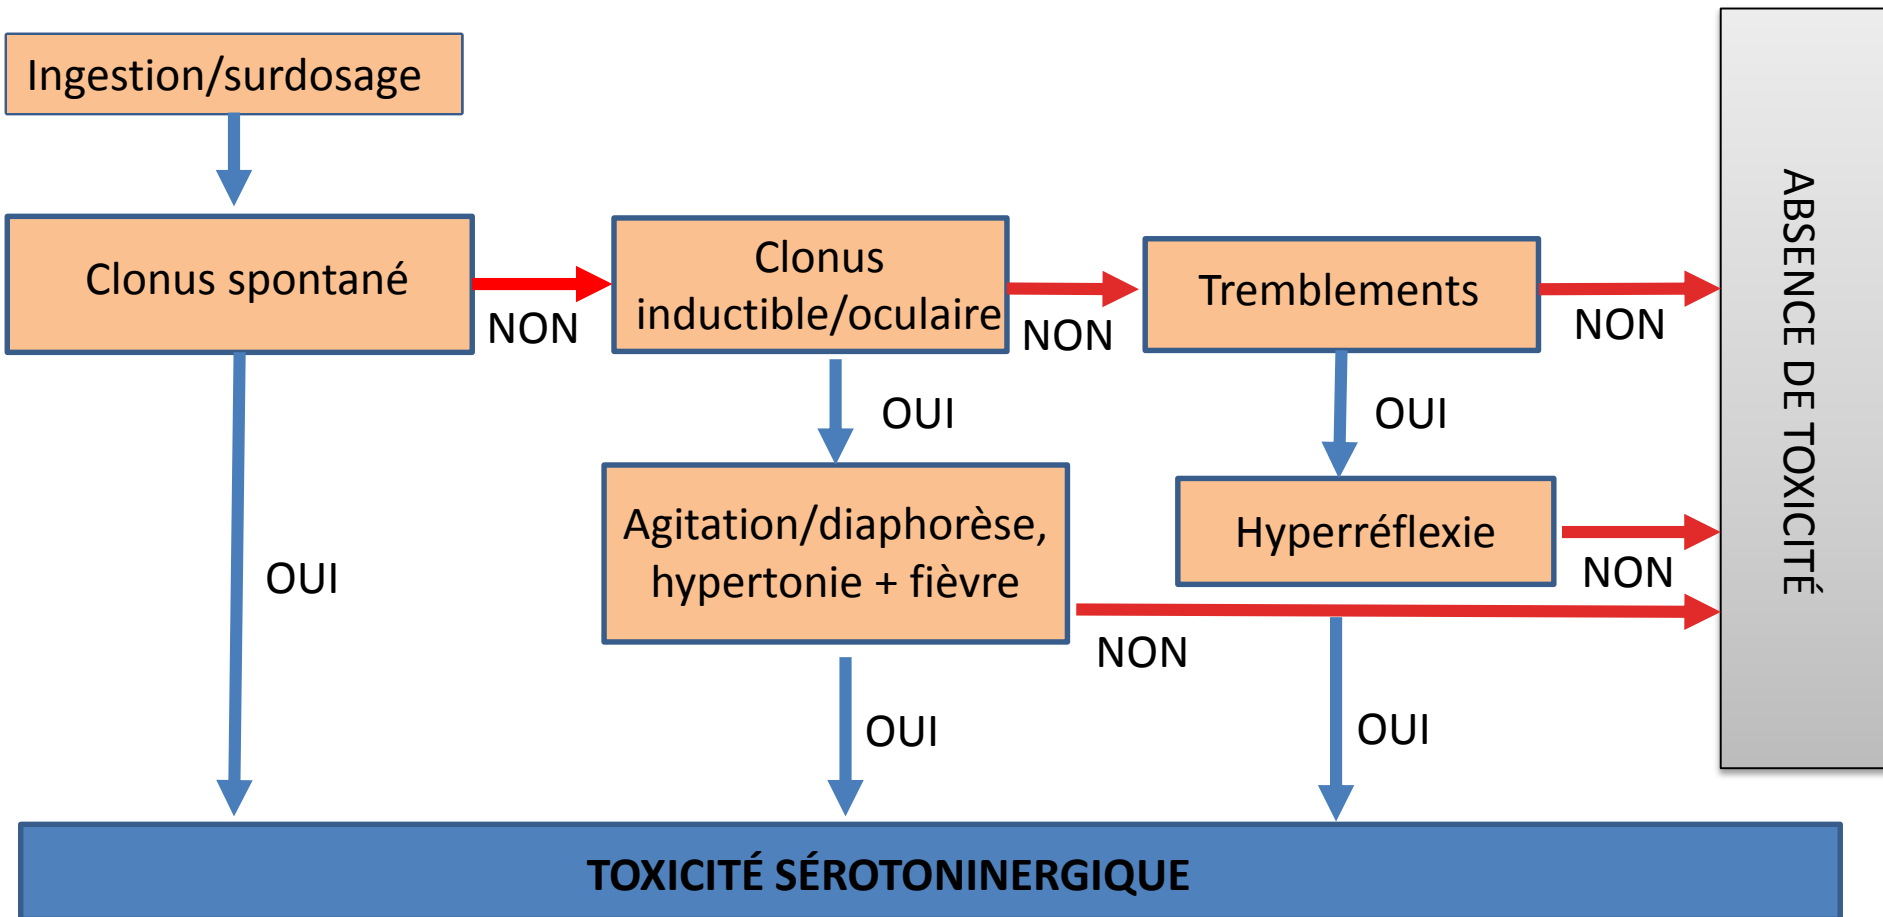 Ingestion/surdosage
Clonus spontané
NON
Clonus
inductible/oculaire
NON
Tremblements
NON
OUI
OUI
OUI
Agitation/diaphorèse,
hypertonie + fièvre
NON
Hyperréflexie
NON
OUI
OUI
ABSENCE DE TOXICITÉ
TOXICITÉ SÉROTONINERGIQUE